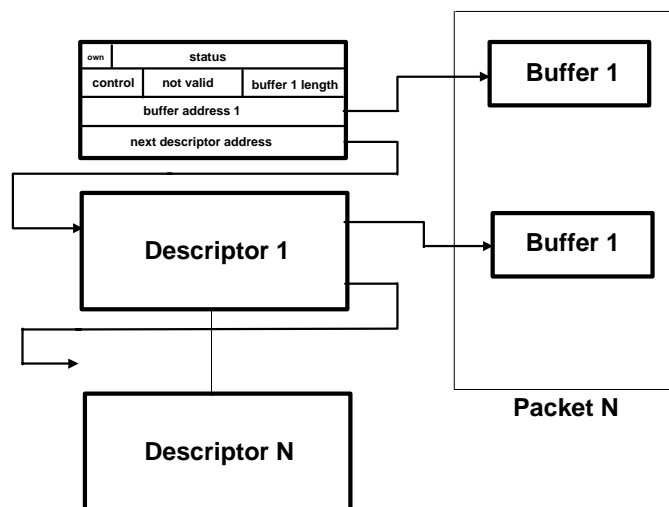 own status
control not valid buffer 1 length
buffer address 1
next descriptor address
Buffer 1
Descriptor 1
Buffer 1
Packet N
Descriptor N